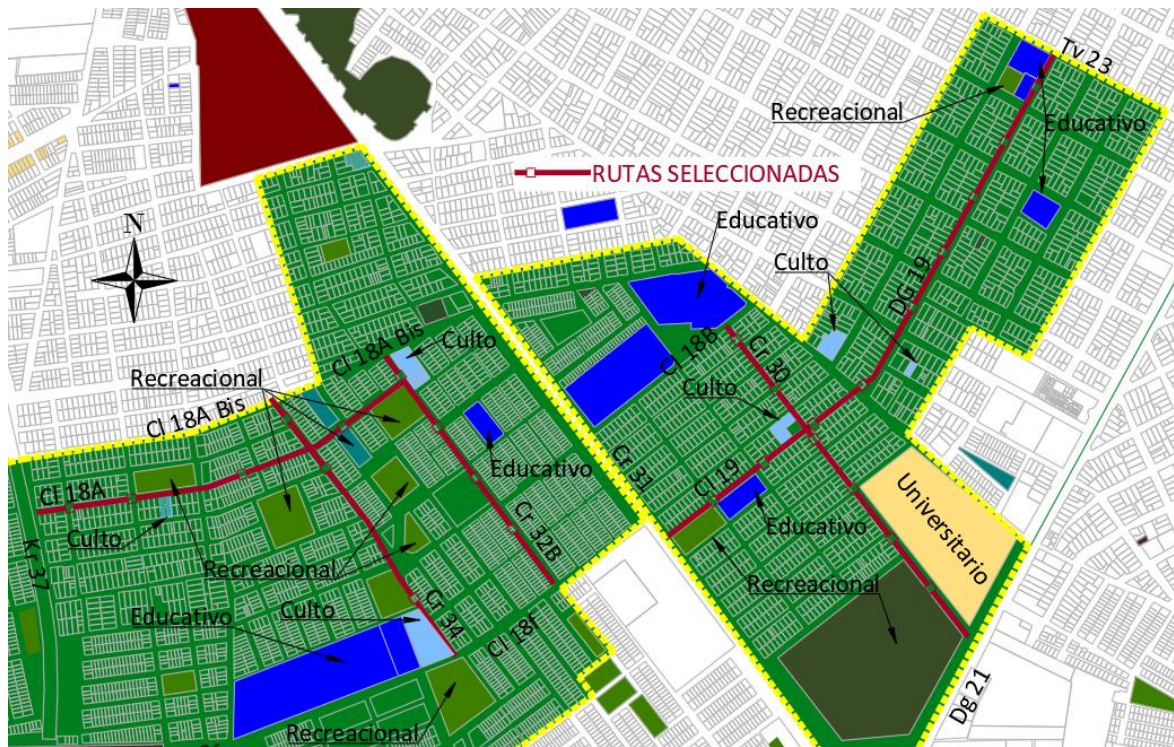 Tv 23
Recreacional
Educativo
RUTAS SELECCIONADAS
N
Educativo
Culto
DG 19
Cl 18A Bis
Culto
Cl 18B
Cr 30
Recreacional
Culto
Cl 18A Bis
Educativo
Cr 31
Cl 19
Cl 18A
Universitario
Educativo
Cr 32B
Culto
Kr 37
Recreacional
Recreacional
Educativo
Culto
Cr 34
Cl 18f
Dg 21
Recreacional